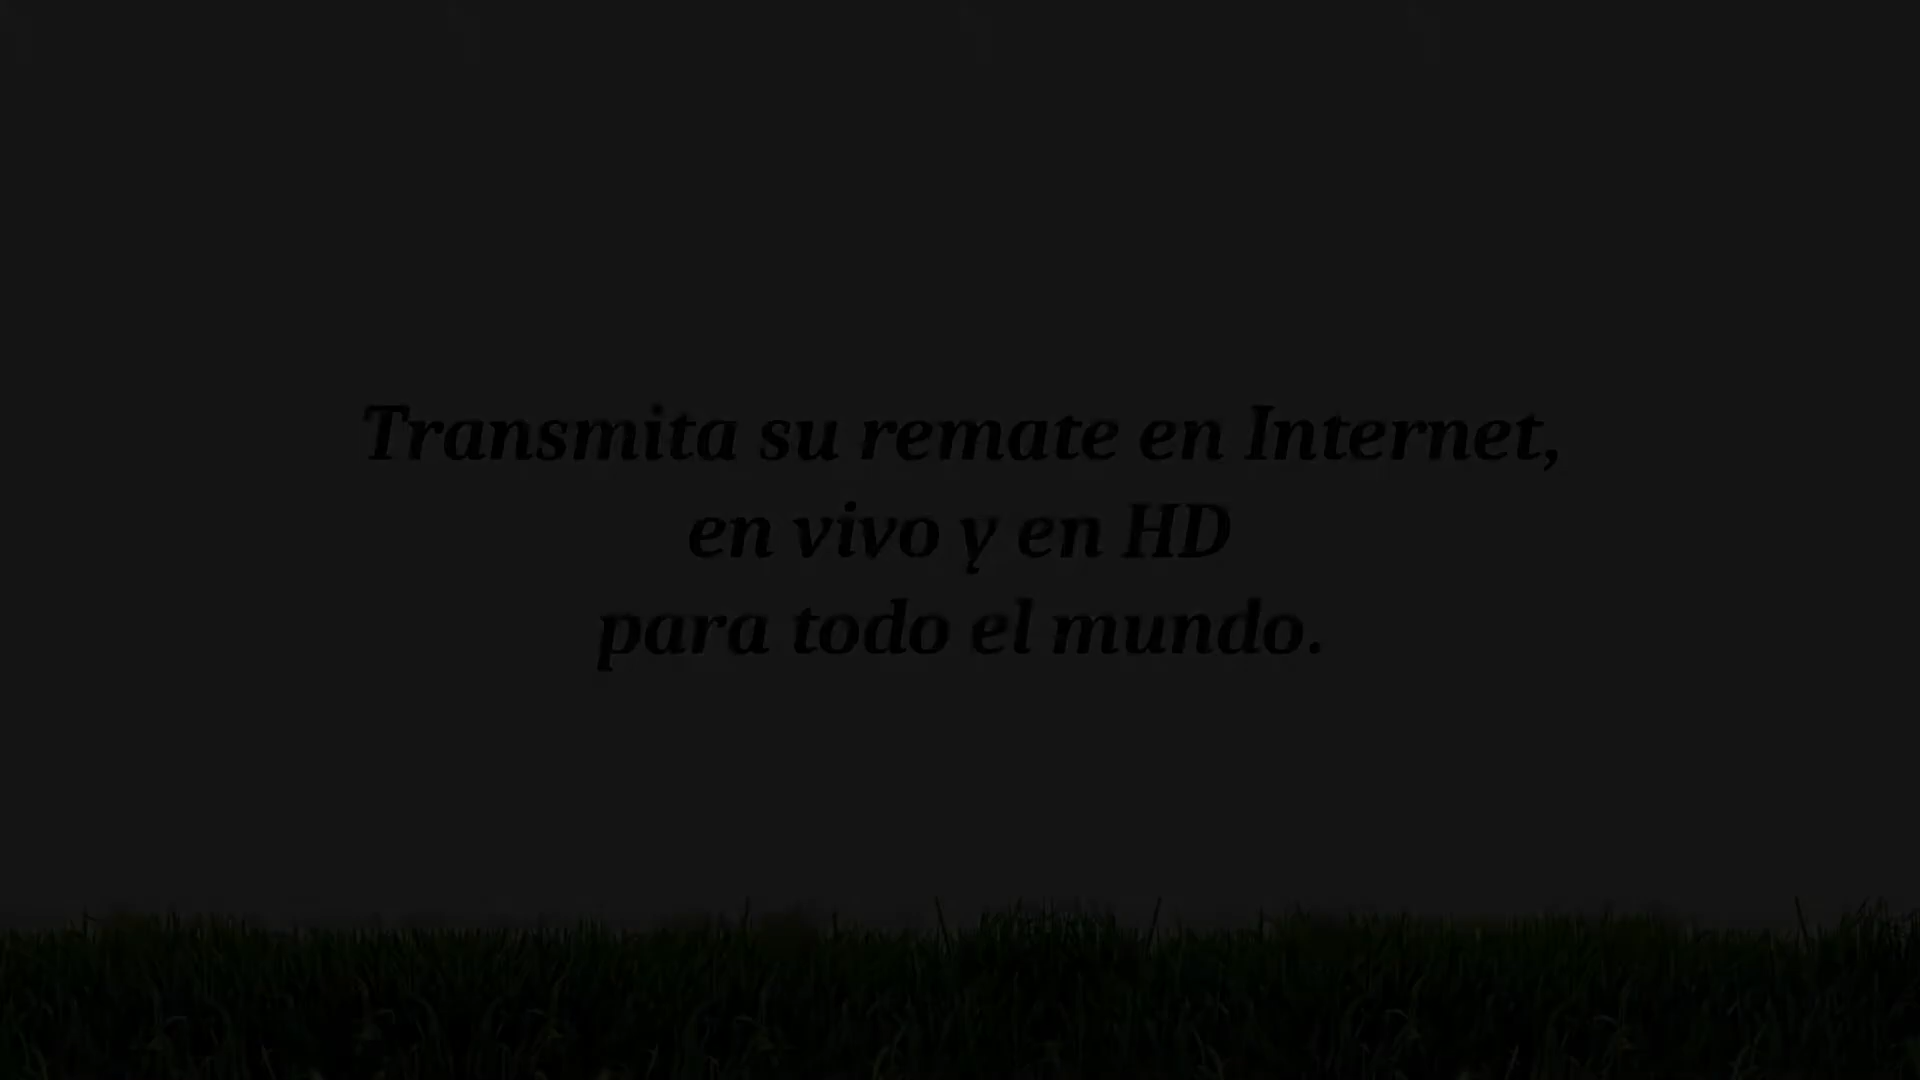 Transmita su remate en Internet,
en vivo y en HD
para todo el mundo.